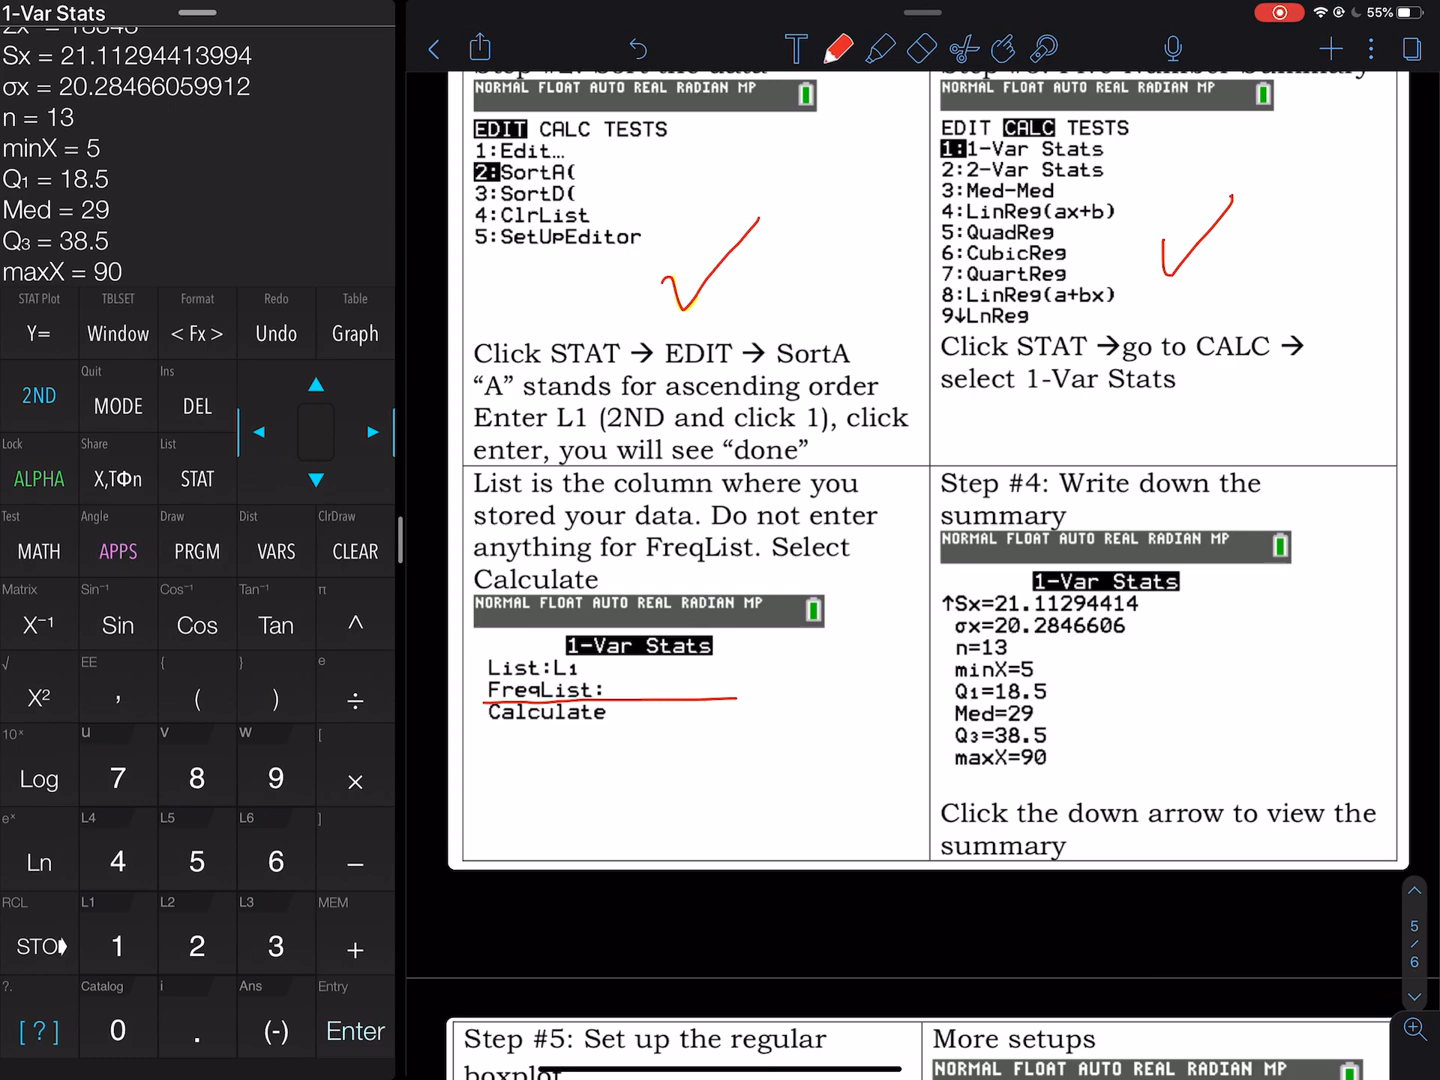 1-Var Stats
Sx = 21.11294413994
σx = 20.28466059912
n = 13
minX = 5
Q₁ = 18.5
Med = 29
Q₃ = 38.5
maxX = 90
STAT Plot TBLSET Format Redo Table
Y= Window < Fx > Undo Graph
Quit Ins
2ND MODE DEL
Lock Share List
ALPHA X,TΦn STAT
Test Angle Draw Dist ClrDraw
MATH APPS PRGM VARS CLEAR
Matrix Sin⁻¹ Cos⁻¹ Tan⁻¹ π
X⁻¹ Sin Cos Tan ^
√ EE { } e
X² , ( ) ÷
10ˣ u v w [
Log 7 8 9 ×
eˣ L4 L5 L6 ]
Ln 4 5 6 −
RCL L1 L2 L3 MEM
STO 1 2 3 +
?. Catalog i Ans Entry
[ ? ] 0 . (-) Enter
55%
Step #2: Sort the data
NORMAL FLOAT AUTO REAL RADIAN MP
EDIT CALC TESTS
1:Edit…
2:SortA(
3:SortD(
4:ClrList
5:SetUpEditor
Click STAT → EDIT → SortA
“A” stands for ascending order
Enter L1 (2ND and click 1), click
enter, you will see “done”
Five Number Summary
NORMAL FLOAT AUTO REAL RADIAN MP
EDIT CALC TESTS
1:1-Var Stats
2:2-Var Stats
3:Med-Med
4:LinReg(ax+b)
5:QuadReg
6:CubicReg
7:QuartReg
8:LinReg(a+bx)
9↓LnReg
Click STAT →go to CALC →
select 1-Var Stats
List is the column where you
stored your data. Do not enter
anything for FreqList. Select
Calculate
NORMAL FLOAT AUTO REAL RADIAN MP
1-Var Stats
List:L₁
FreqList:
Calculate
Step #4: Write down the
summary
NORMAL FLOAT AUTO REAL RADIAN MP
1-Var Stats
↑Sx=21.11294414
σx=20.2846606
n=13
minX=5
Q₁=18.5
Med=29
Q₃=38.5
maxX=90
Click the down arrow to view the
summary
5
/
6
Step #5: Set up the regular
boxplot
More setups
NORMAL FLOAT AUTO REAL RADIAN MP